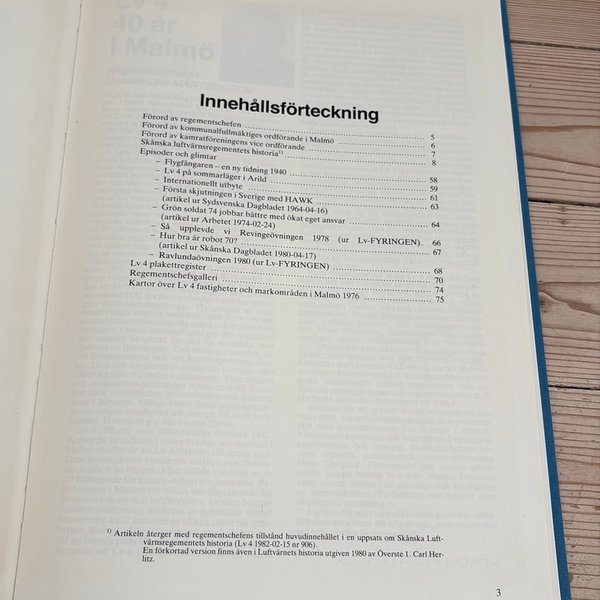 Innehållsförteckning
Förord av regementschefen ........ 5
Förord av kommunalfullmäktiges ordförande i Malmö ........ 6
Förord av kamratföreningens vice ordförande ........ 7
Skånska luftvärnsregementets historia1) ........ 8
Episoder och glimtar
– Flygfångaren – en ny tidning 1940 ........ 58
– Lv 4 på sommarläger i Arild ........ 59
– Internationellt utbyte ........ 61
– Första skjutningen i Sverige med HAWK ........ 63
(artikel ur Sydsvenska Dagbladet 1964-04-16)
– Grön soldat 74 jobbar bättre med ökat eget ansvar ........ 64
(artikel ur Arbetet 1974-02-24)
– Så upplevde vi Revingeövningen 1978 (ur Lv-FYRINGEN). 66
– Hur bra är robot 70? ........ 67
(artikel ur Skånska Dagbladet 1980-04-17)
– Ravlundaövningen 1980 (ur Lv-FYRINGEN) ........ 68
Lv 4 plakettregister ........ 70
Regementschefsgalleri ........ 74
Kartor över Lv 4 fastigheter och markområden i Malmö 1976 ........ 75
1) Artikeln återger med regementschefens tillstånd huvudinnehållet i en uppsats om Skånska Luft-
värnsregementets historia (Lv 4 1982-02-15 nr 906).
En förkortad version finns även i Luftvärnets historia utgiven 1980 av Överste 1. Carl Her-
litz.
3